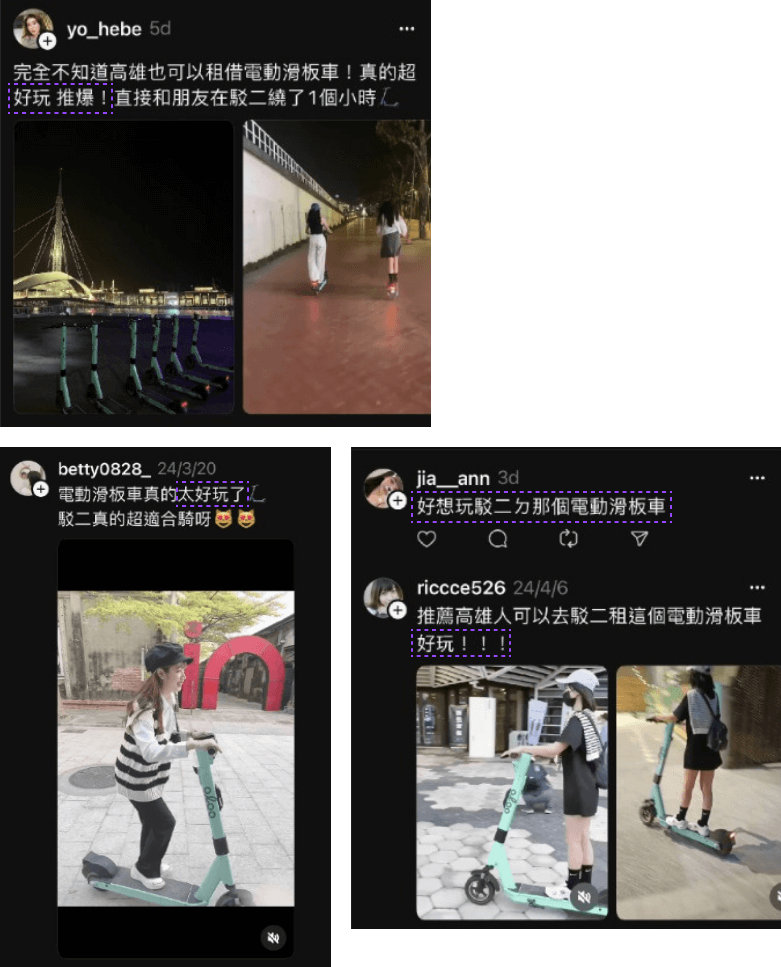 yo_hebe 5d
完全不知道高雄也可以租借電動滑板車！真的超
好玩 推爆！直接和朋友在駁二繞了1個小時🛴
betty0828_ 24/3/20
電動滑板車真的太好玩了🛴
駁二真的超適合騎呀😻😻
in
oloo
jia__ann 3d
好想玩駁二ㄉ那個電動滑板車
riccce526 24/4/6
推薦高雄人可以去駁二租這個電動滑板車
好玩！！！
oloo